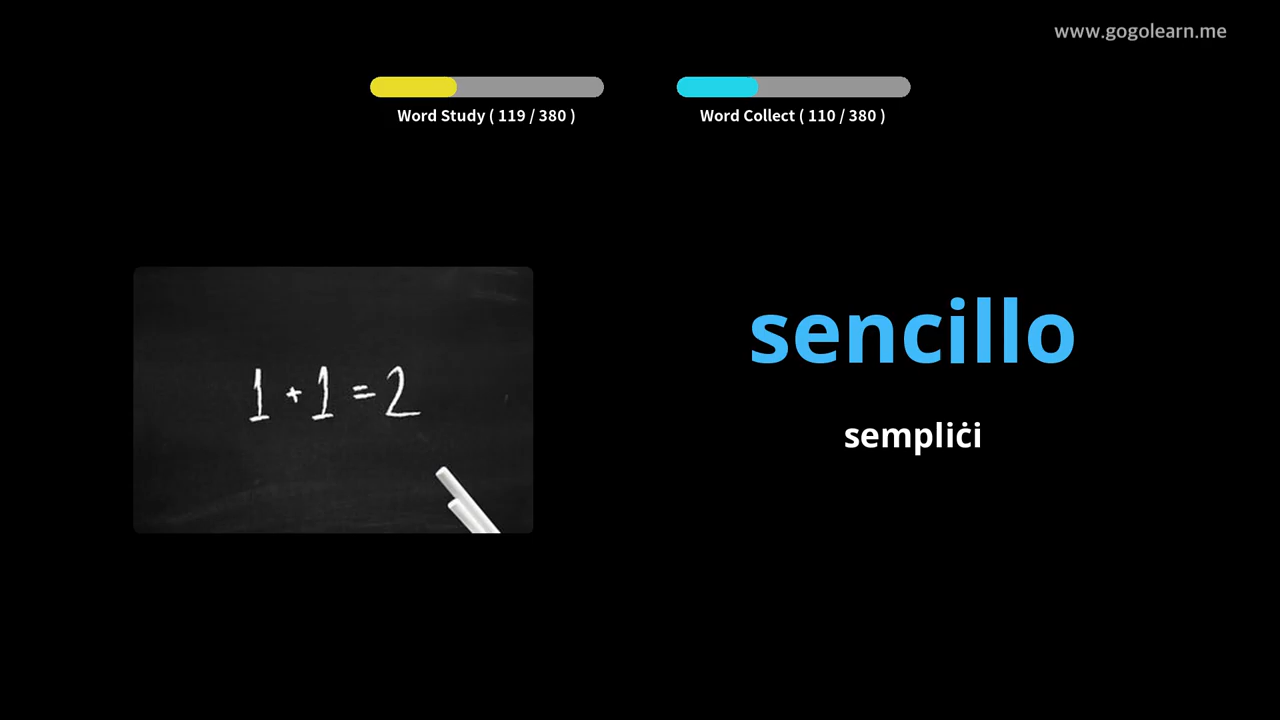 www.gogolearn.me
Word Study ( 119 / 380 )
Word Collect ( 110 / 380 )
1 + 1 = 2
sencillo
sempliċi